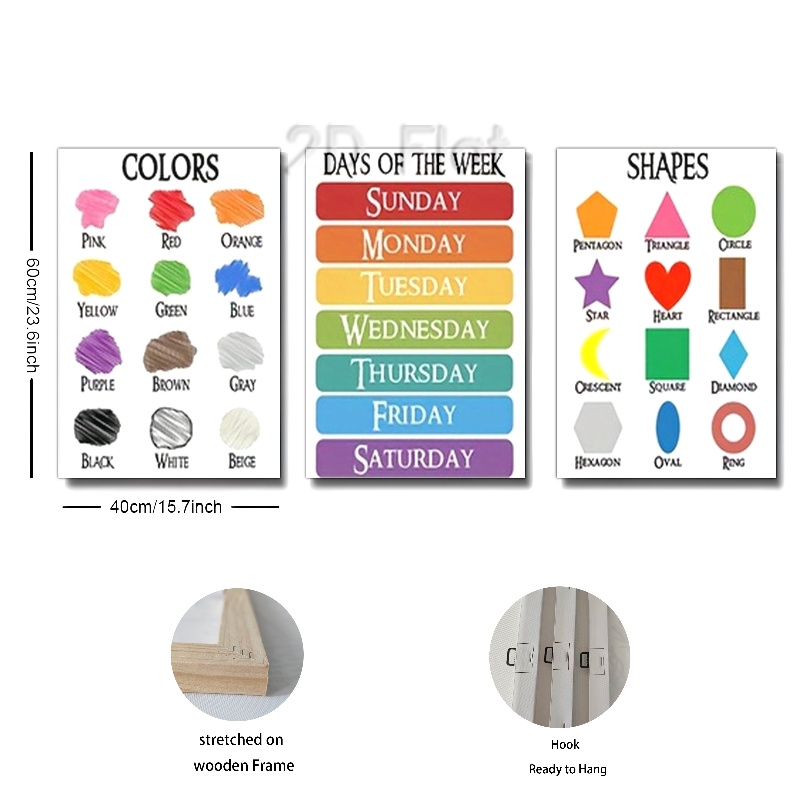 2D Flat
60cm/23.6inch
COLORS
PINK RED ORANGE
YELLOW GREEN BLUE
PURPLE BROWN GRAY
BLACK WHITE BEIGE
40cm/15.7inch
DAYS OF THE WEEK
SUNDAY
MONDAY
TUESDAY
WEDNESDAY
THURSDAY
FRIDAY
SATURDAY
SHAPES
PENTAGON TRIANGLE CIRCLE
STAR HEART RECTANGLE
CRESCENT SQUARE DIAMOND
HEXAGON OVAL RING
stretched on
wooden Frame
Hook
Ready to Hang